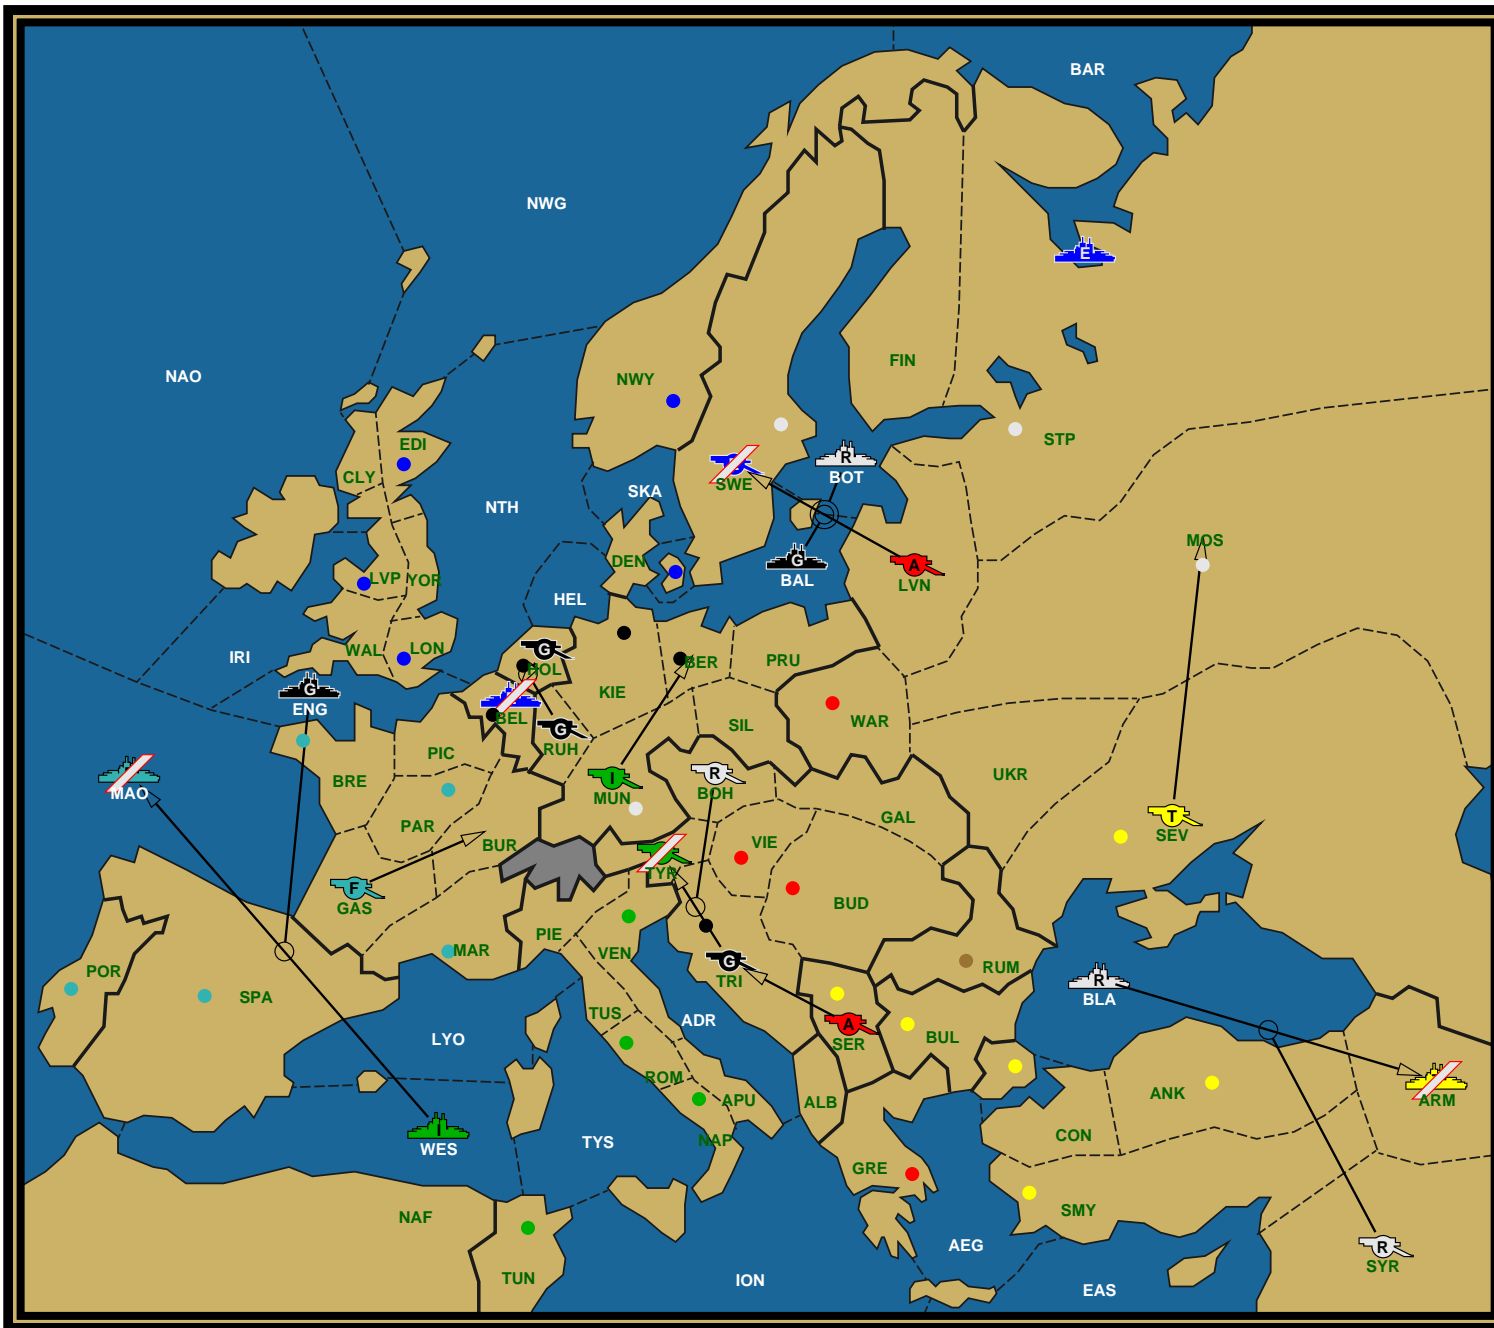 BAR
NWG
NAO
FIN
NWY
STP
EDI
CLY
E
SWE
R
BOT
SKA
NTH
MOS
DEN
G
BAL
A
LVN
LVP
YOR
HEL
IRI
WAL
LON
G
HOL
BER
PRU
KIE
G
ENG
BEL
G
RUH
SIL
WAR
PIC
BRE
MAO
I
MUN
R
BOH
UKR
T
SEV
PAR
BUR
VIE
GAL
TYR
F
GAS
BUD
PIE
VEN
MAR
POR
SPA
G
TRI
RUM
R
BLA
TUS
ADR
A
SER
BUL
LYO
ROM
APU
ALB
ANK
ARM
I
WES
TYS
NAP
CON
GRE
SMY
NAF
AEG
R
SYR
TUN
ION
EAS